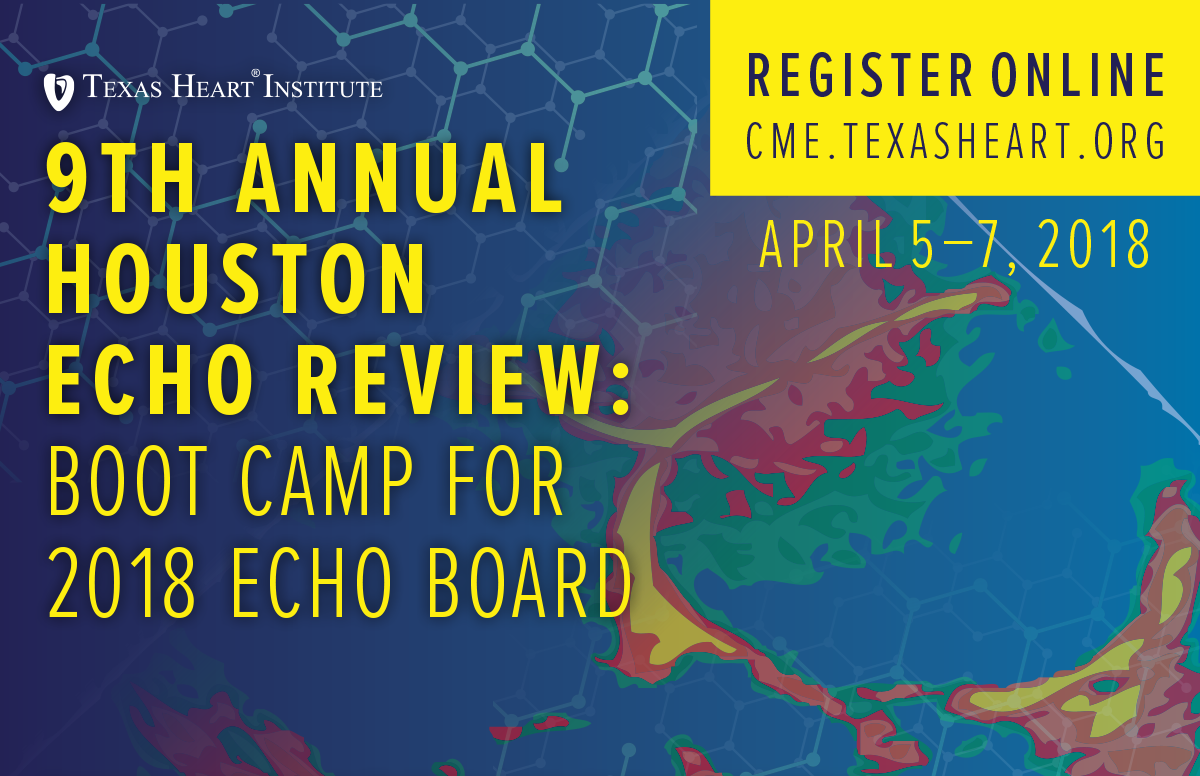 TEXAS HEART® INSTITUTE
9TH ANNUAL
HOUSTON
ECHO REVIEW:
BOOT CAMP FOR
2018 ECHO BOARD
REGISTER ONLINE
CME.TEXASHEART.ORG
APRIL 5–7, 2018